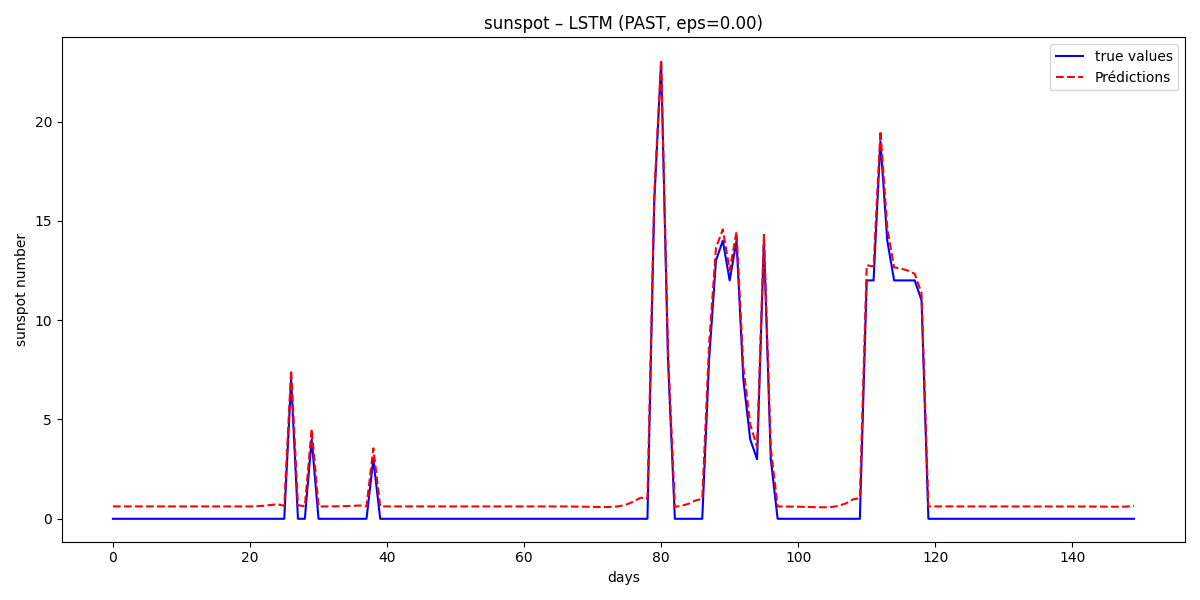 sunspot – LSTM (PAST, eps=0.00)
true values
Prédictions
sunspot number
20
15
10
5
0
0 20 40 60 80 100 120 140
days